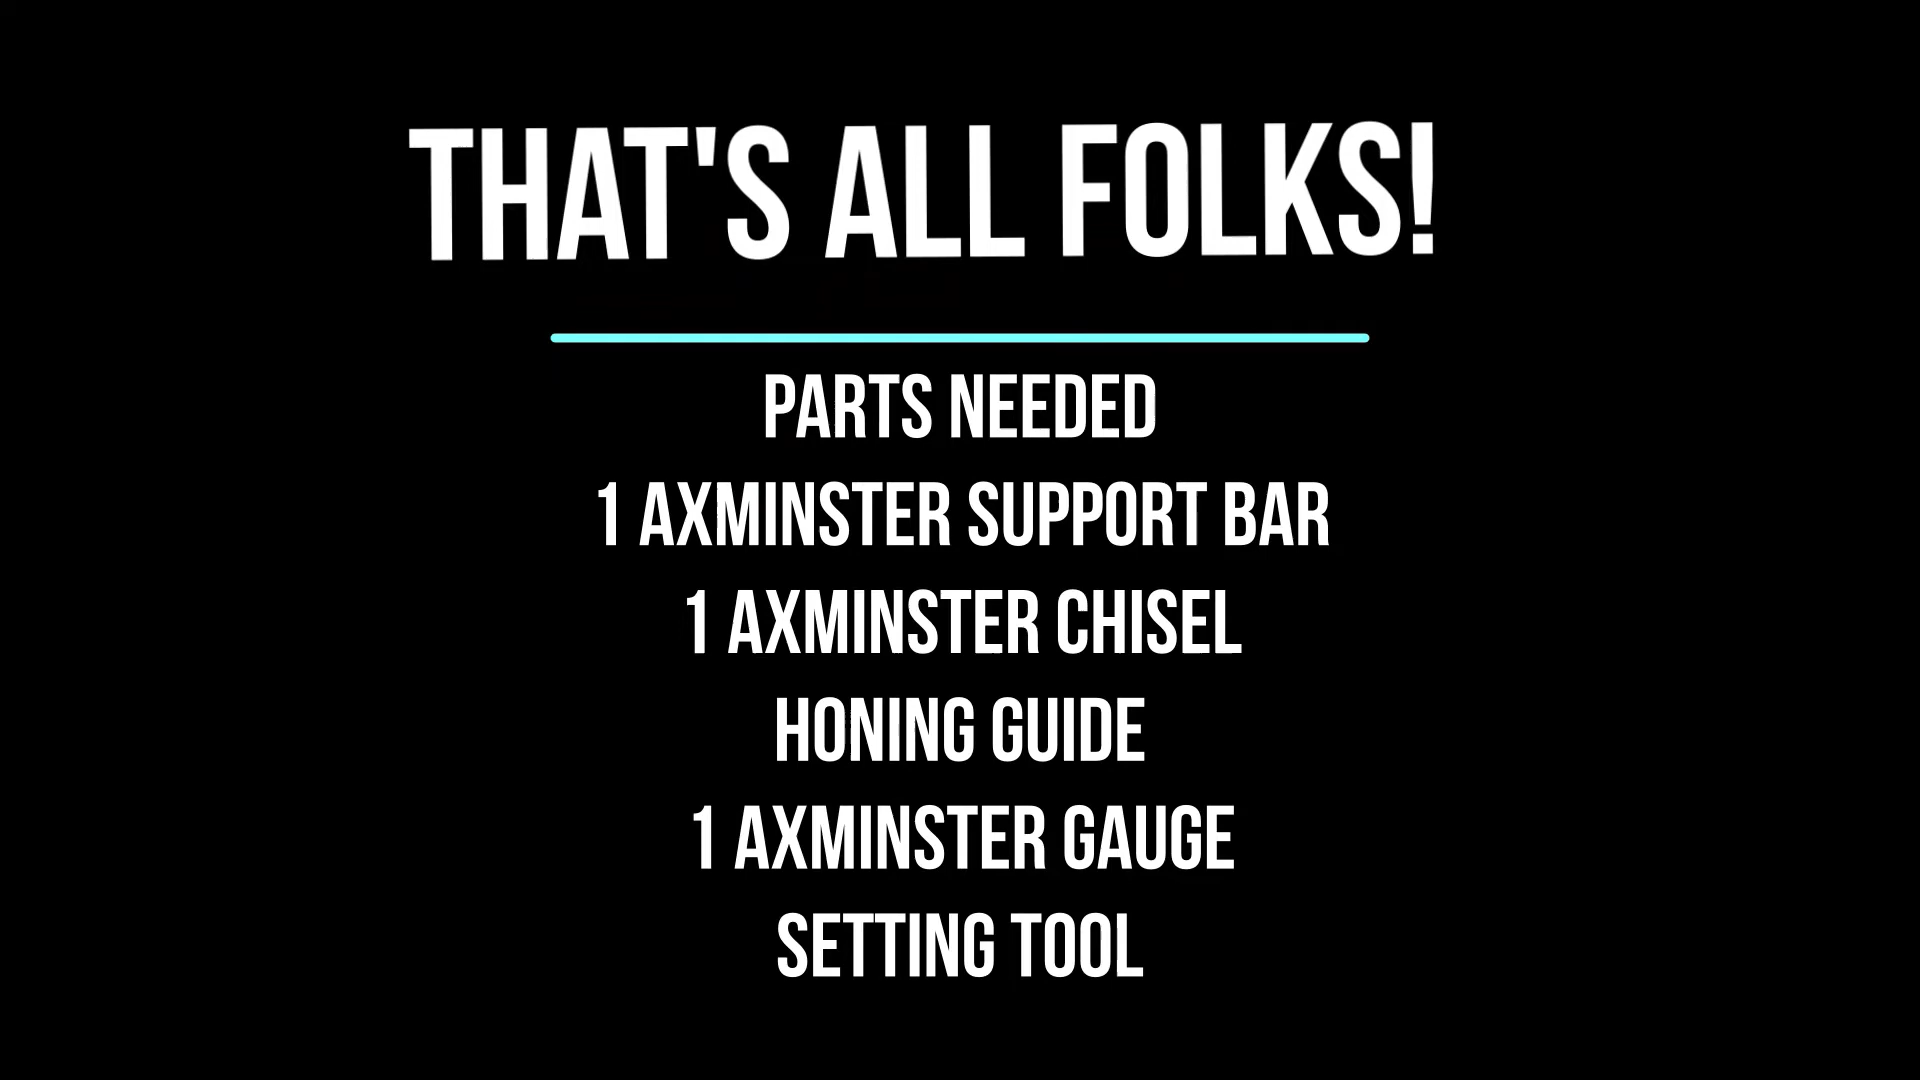 THAT'S ALL FOLKS!
PARTS NEEDED
1 AXMINSTER SUPPORT BAR
1 AXMINSTER CHISEL
HONING GUIDE
1 AXMINSTER GAUGE
SETTING TOOL